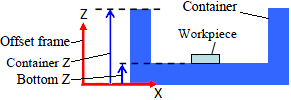 Z
Container
Offset frame
Workpiece
Container Z
Bottom Z
X